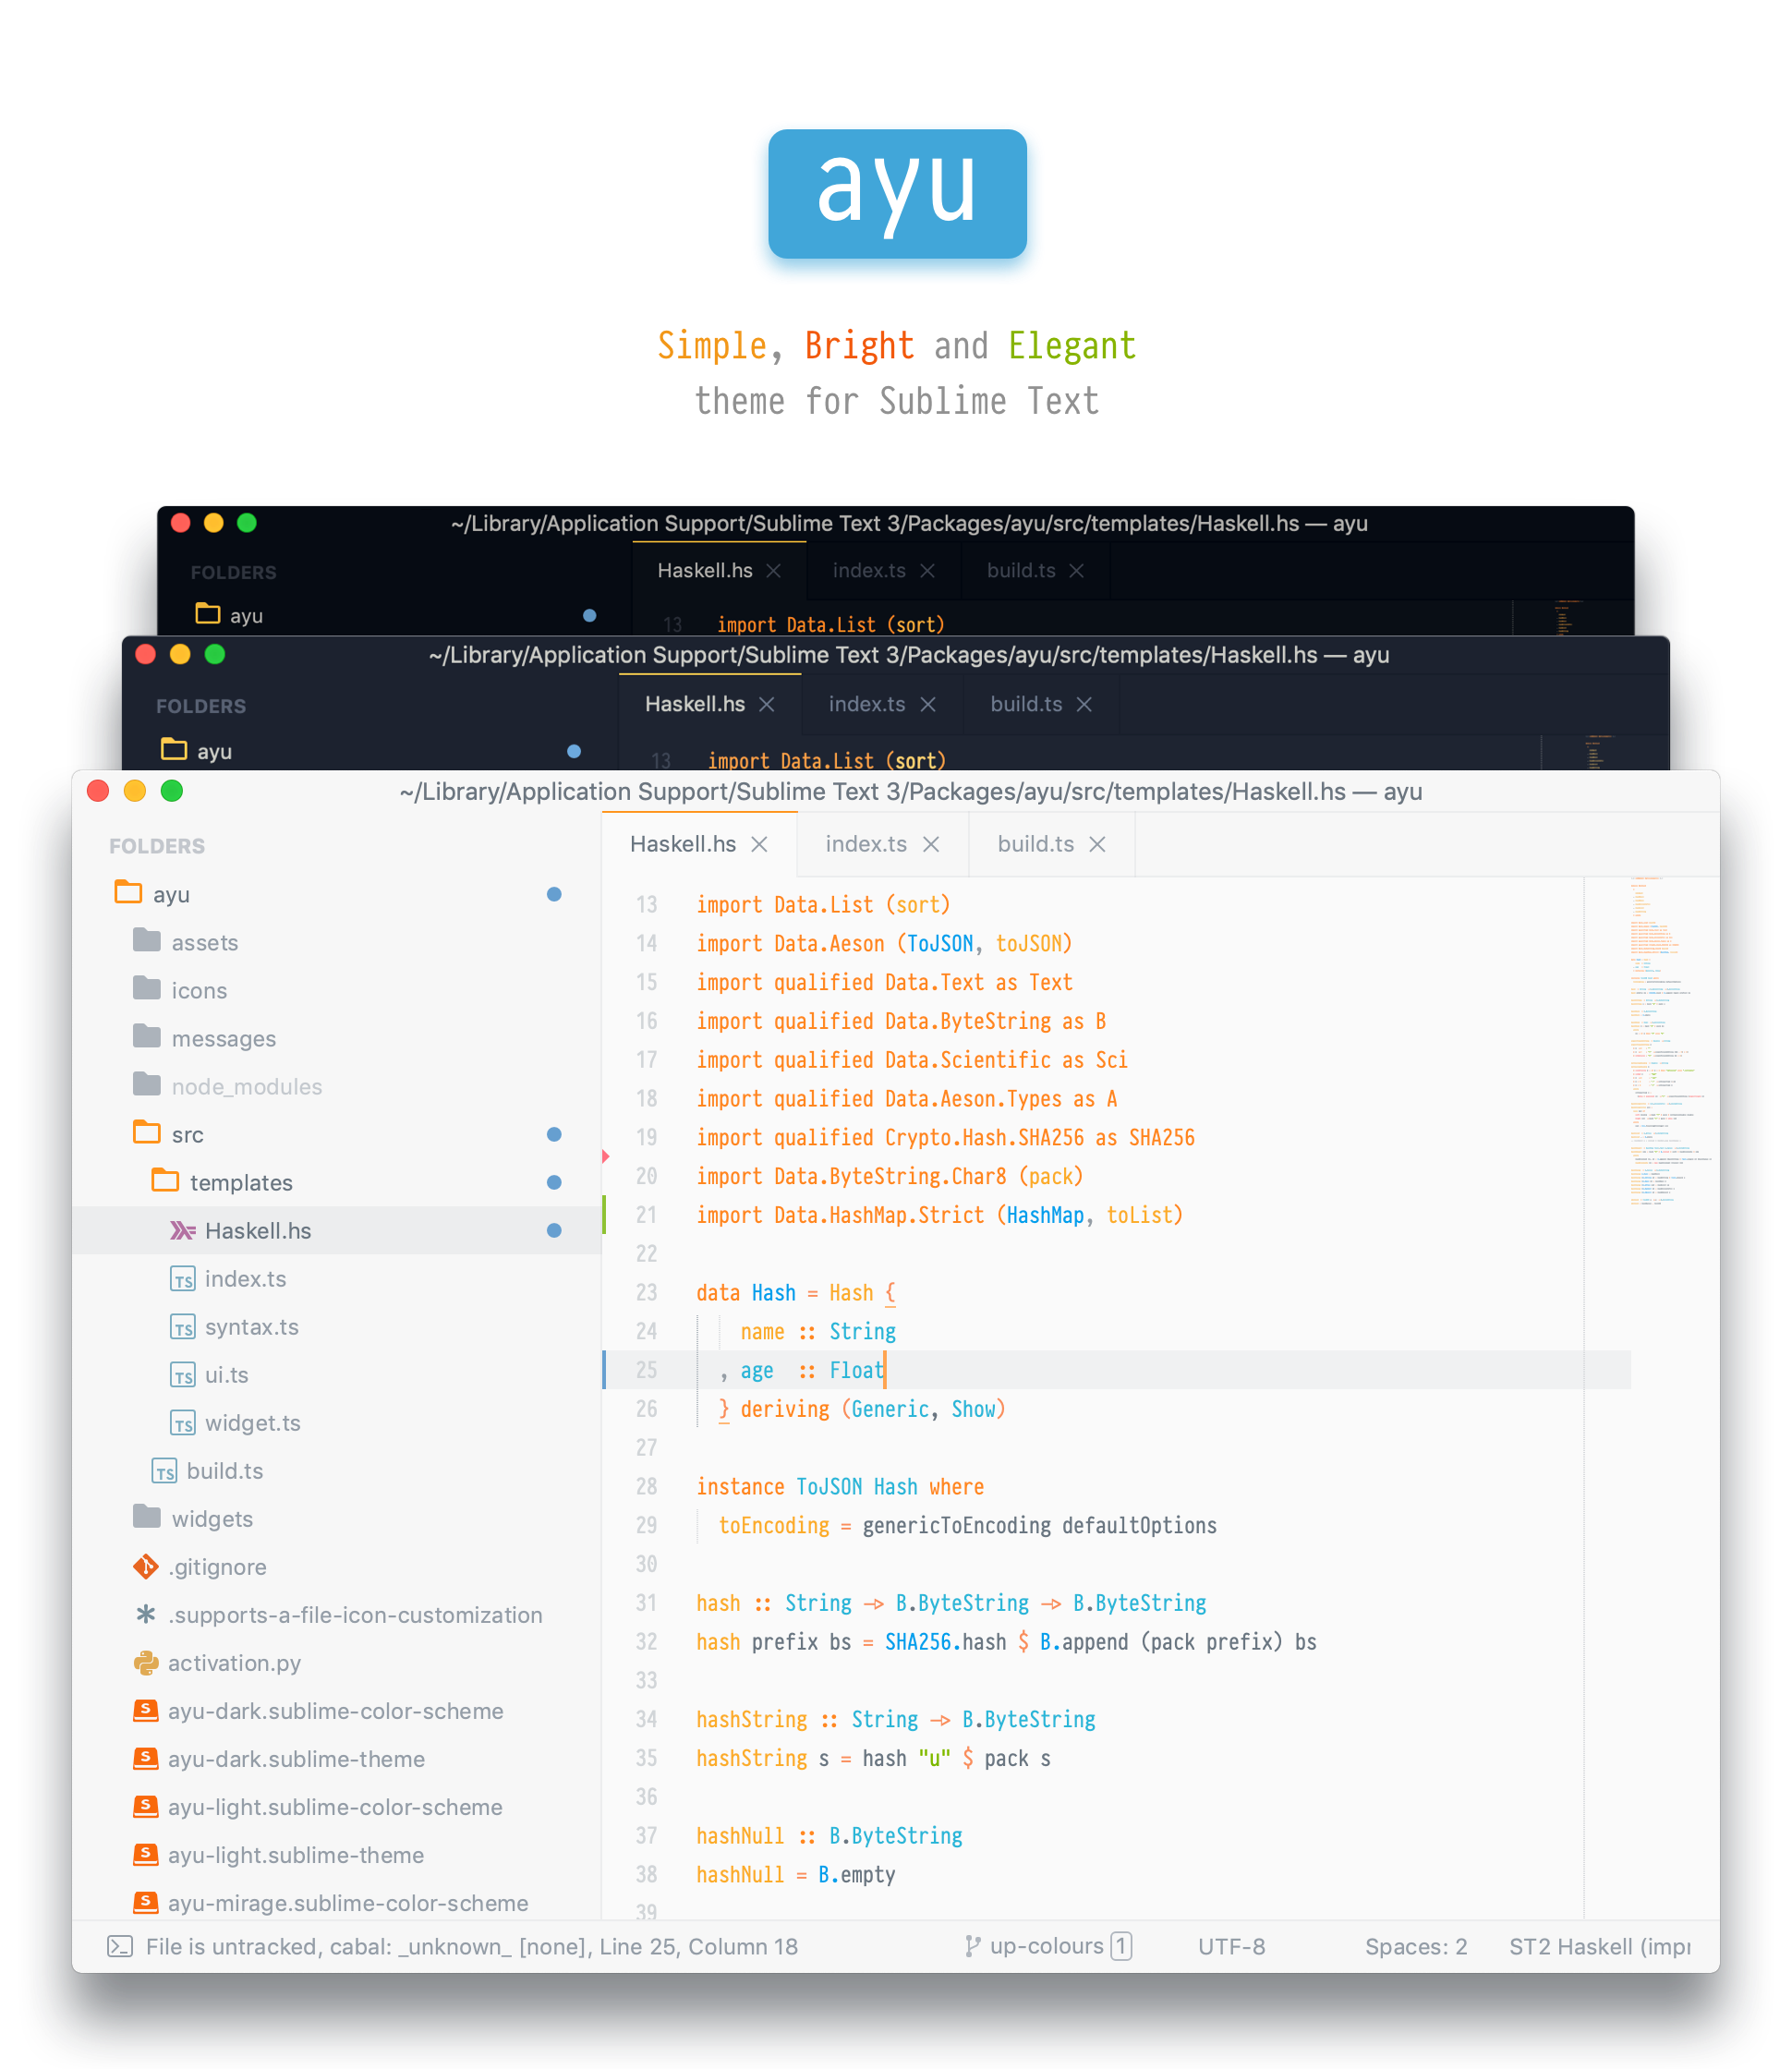 ayu
Simple, Bright and Elegant
theme for Sublime Text
~/Library/Application Support/Sublime Text 3/Packages/ayu/src/templates/Haskell.hs — ayu
FOLDERS
Haskell.hs
index.ts
build.ts
ayu
13 import Data.List (sort)
~/Library/Application Support/Sublime Text 3/Packages/ayu/src/templates/Haskell.hs — ayu
FOLDERS
Haskell.hs
index.ts
build.ts
ayu
13 import Data.List (sort)
~/Library/Application Support/Sublime Text 3/Packages/ayu/src/templates/Haskell.hs — ayu
FOLDERS
ayu
assets
icons
messages
node_modules
src
templates
Haskell.hs
TS index.ts
TS syntax.ts
TS ui.ts
TS widget.ts
TS build.ts
widgets
.gitignore
.supports-a-file-icon-customization
activation.py
S ayu-dark.sublime-color-scheme
S ayu-dark.sublime-theme
S ayu-light.sublime-color-scheme
S ayu-light.sublime-theme
S ayu-mirage.sublime-color-scheme
Haskell.hs
index.ts
build.ts
13 import Data.List (sort)
14 import Data.Aeson (ToJSON, toJSON)
15 import qualified Data.Text as Text
16 import qualified Data.ByteString as B
17 import qualified Data.Scientific as Sci
18 import qualified Data.Aeson.Types as A
19 import qualified Crypto.Hash.SHA256 as SHA256
20 import Data.ByteString.Char8 (pack)
21 import Data.HashMap.Strict (HashMap, toList)
22
23 data Hash = Hash {
24 name :: String
25 , age :: Float
26 } deriving (Generic, Show)
27
28 instance ToJSON Hash where
29 toEncoding = genericToEncoding defaultOptions
30
31 hash :: String → B.ByteString → B.ByteString
32 hash prefix bs = SHA256.hash $ B.append (pack prefix) bs
33
34 hashString :: String → B.ByteString
35 hashString s = hash "u" $ pack s
36
37 hashNull :: B.ByteString
38 hashNull = B.empty
39
File is untracked, cabal: _unknown_ [none], Line 25, Column 18
up-colours 1
UTF-8
Spaces: 2
ST2 Haskell (impr